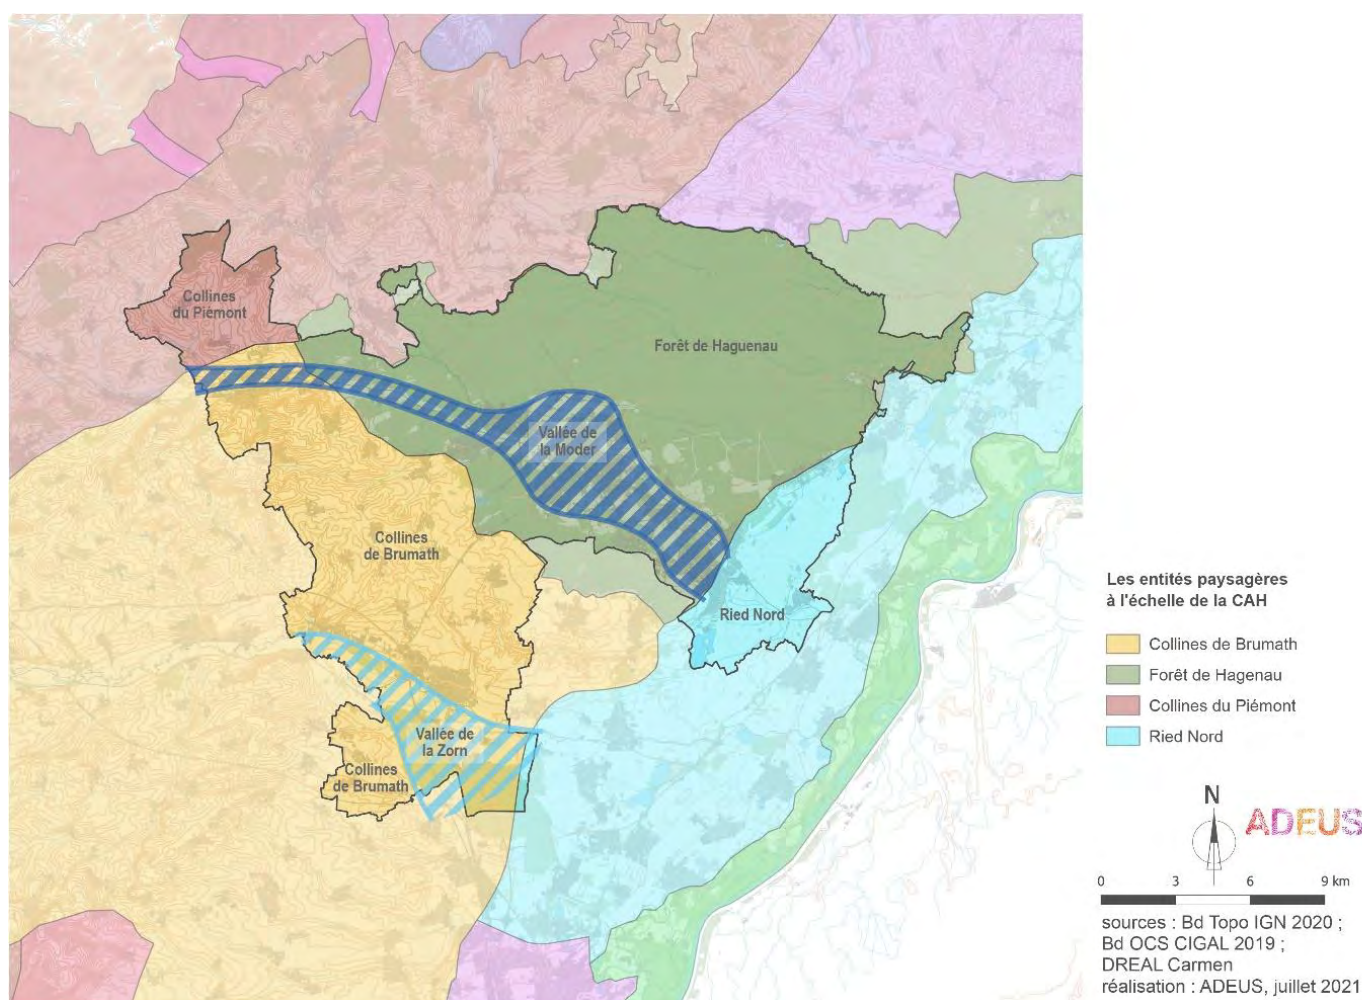 Collines
du Piémont
Forêt de Haguenau
Vallée de
la Moder
Collines
de Brumath
Ried Nord
Vallée de
la Zorn
Collines
de Brumath
Les entités paysagères
à l'échelle de la CAH
Collines de Brumath
Forêt de Hagenau
Collines du Piémont
Ried Nord
N
ADEUS
0 3 6 9 km
sources : Bd Topo IGN 2020 ;
Bd OCS CIGAL 2019 ;
DREAL Carmen
réalisation : ADEUS, juillet 2021